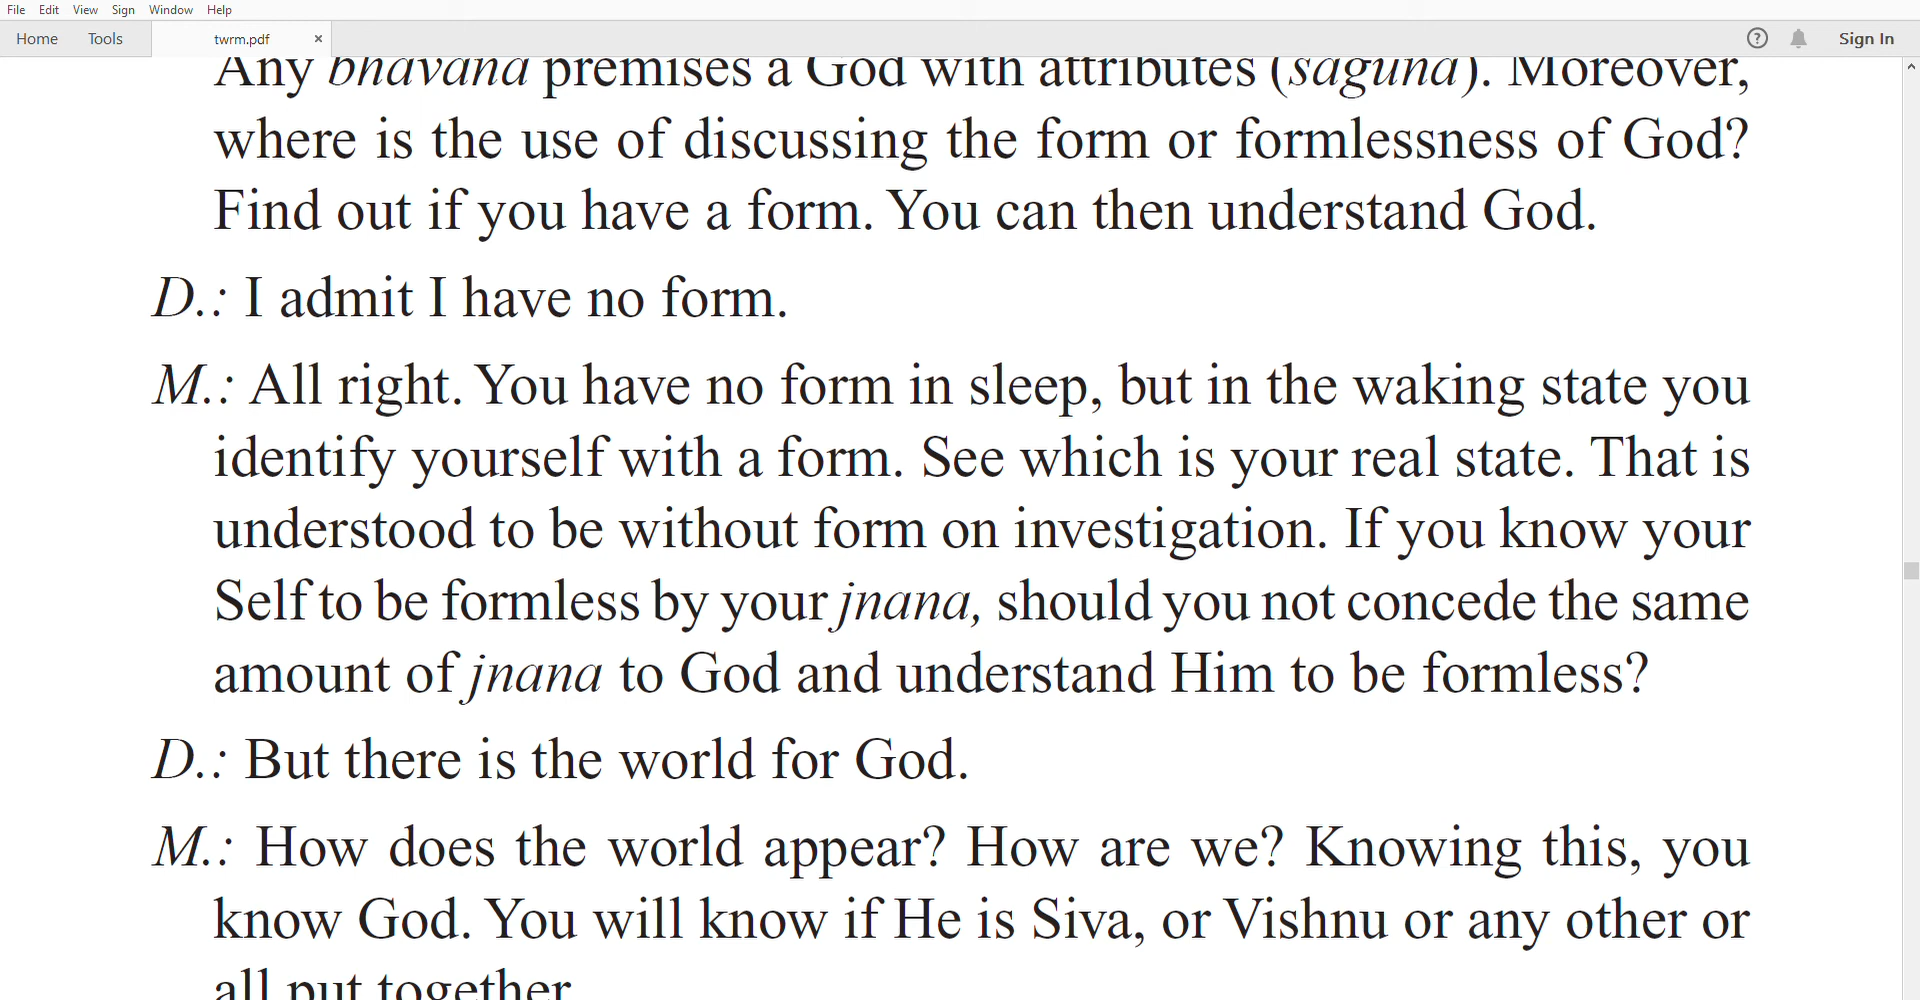 File Edit View Sign Window Help
Home Tools twrm.pdf × ? Sign In
Any bhavana premises a God with attributes (saguna). Moreover,
where is the use of discussing the form or formlessness of God?
Find out if you have a form. You can then understand God.
D.: I admit I have no form.
M.: All right. You have no form in sleep, but in the waking state you
identify yourself with a form. See which is your real state. That is
understood to be without form on investigation. If you know your
Self to be formless by your jnana, should you not concede the same
amount of jnana to God and understand Him to be formless?
D.: But there is the world for God.
M.: How does the world appear? How are we? Knowing this, you
know God. You will know if He is Siva, or Vishnu or any other or
all put together